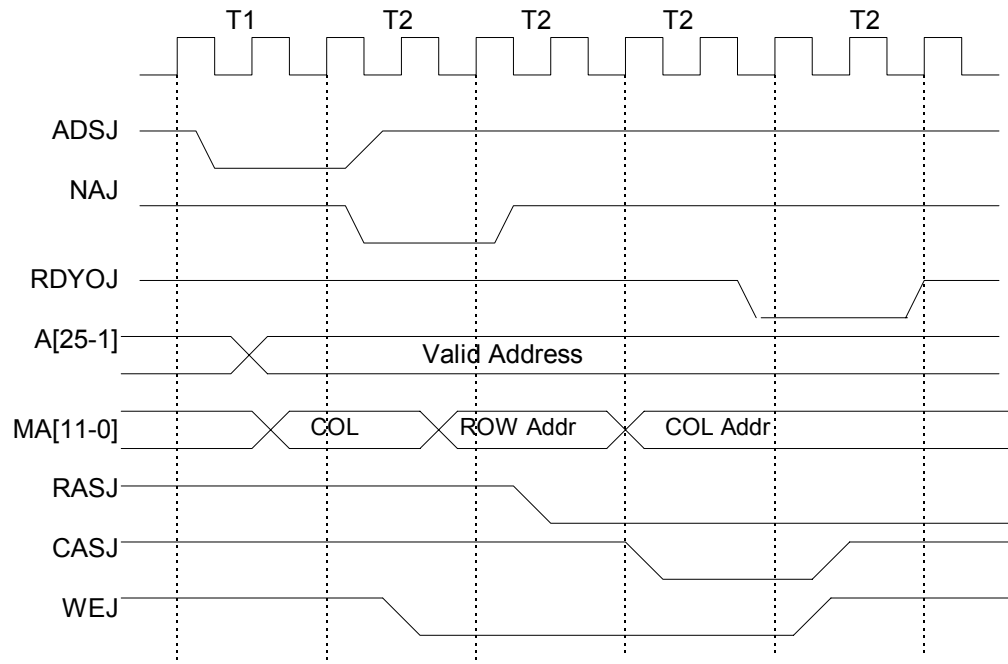 T1 T2 T2 T2 T2
ADSJ
NAJ
RDYOJ
A[25-1]
Valid Address
MA[11-0] COL ROW Addr COL Addr
RASJ
CASJ
WEJ